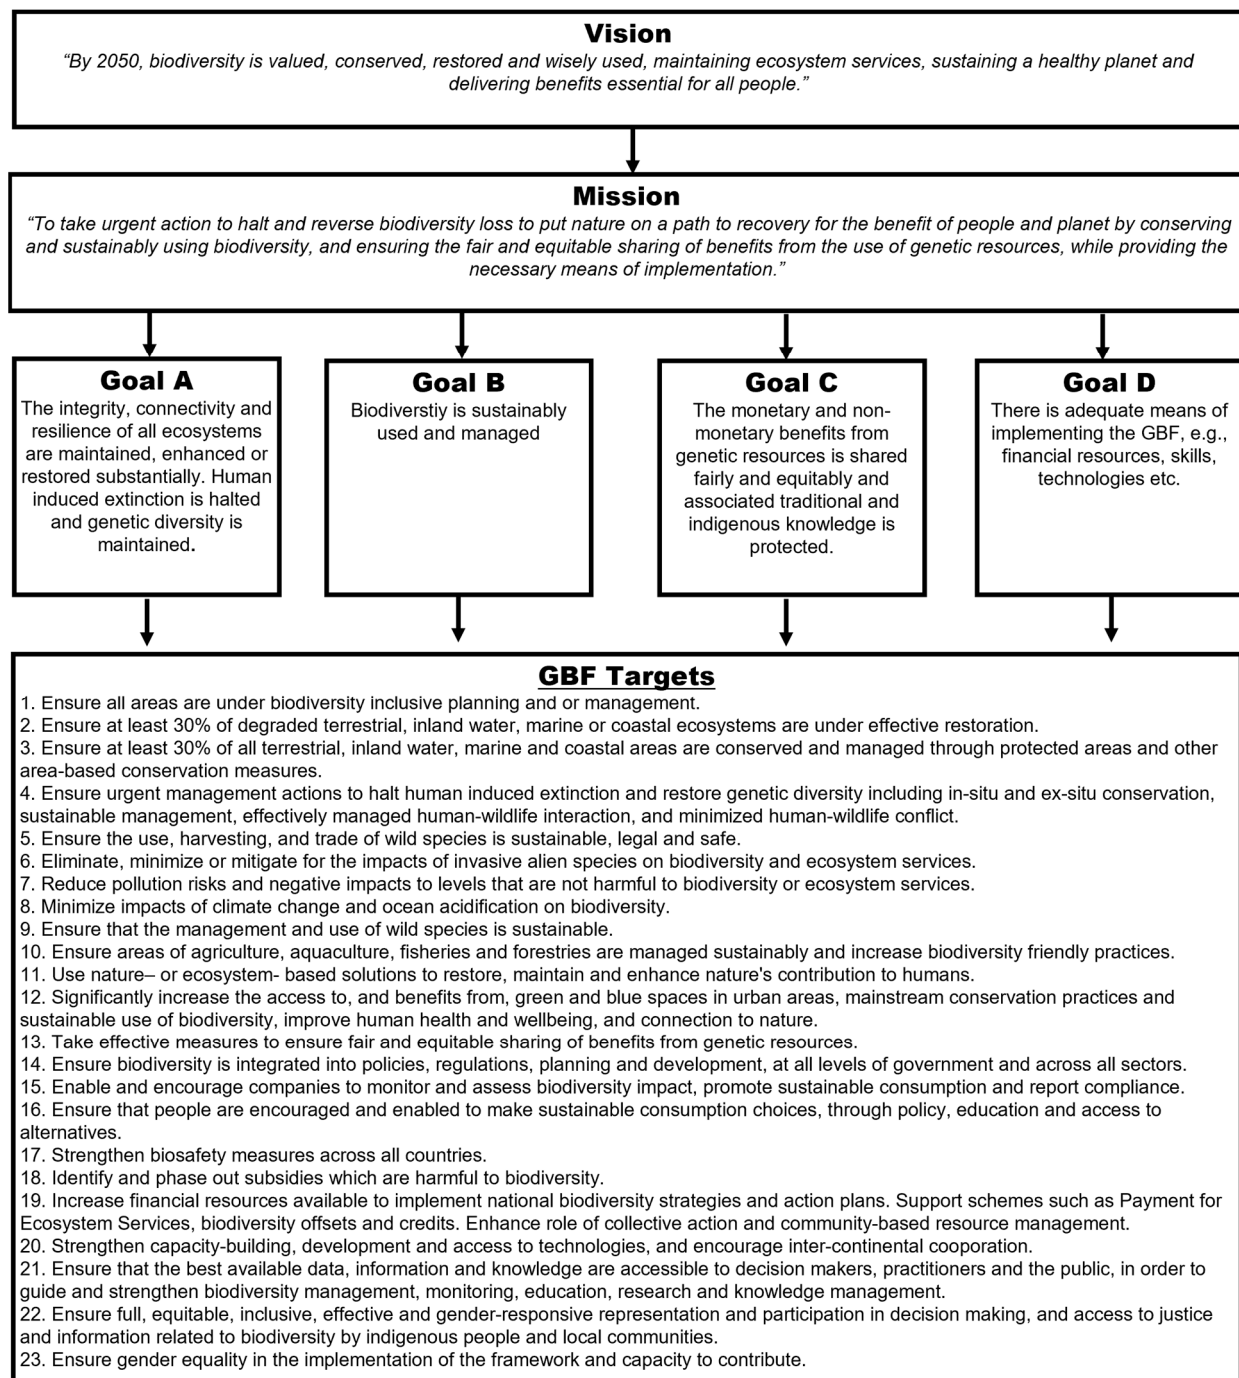 Vision
“By 2050, biodiversity is valued, conserved, restored and wisely used, maintaining ecosystem services, sustaining a healthy planet and
delivering benefits essential for all people.”
Mission
“To take urgent action to halt and reverse biodiversity loss to put nature on a path to recovery for the benefit of people and planet by conserving
and sustainably using biodiversity, and ensuring the fair and equitable sharing of benefits from the use of genetic resources, while providing the
necessary means of implementation.”
Goal A
The integrity, connectivity and
resilience of all ecosystems
are maintained, enhanced or
restored substantially. Human
induced extinction is halted
and genetic diversity is
maintained.
Goal B
Biodiverstiy is sustainably
used and managed
Goal C
The monetary and non-
monetary benefits from
genetic resources is shared
fairly and equitably and
associated traditional and
indigenous knowledge is
protected.
Goal D
There is adequate means of
implementing the GBF, e.g.,
financial resources, skills,
technologies etc.
GBF Targets
1. Ensure all areas are under biodiversity inclusive planning and or management.
2. Ensure at least 30% of degraded terrestrial, inland water, marine or coastal ecosystems are under effective restoration.
3. Ensure at least 30% of all terrestrial, inland water, marine and coastal areas are conserved and managed through protected areas and other
area-based conservation measures.
4. Ensure urgent management actions to halt human induced extinction and restore genetic diversity including in-situ and ex-situ conservation,
sustainable management, effectively managed human-wildlife interaction, and minimized human-wildlife conflict.
5. Ensure the use, harvesting, and trade of wild species is sustainable, legal and safe.
6. Eliminate, minimize or mitigate for the impacts of invasive alien species on biodiversity and ecosystem services.
7. Reduce pollution risks and negative impacts to levels that are not harmful to biodiversity or ecosystem services.
8. Minimize impacts of climate change and ocean acidification on biodiversity.
9. Ensure that the management and use of wild species is sustainable.
10. Ensure areas of agriculture, aquaculture, fisheries and forestries are managed sustainably and increase biodiversity friendly practices.
11. Use nature– or ecosystem- based solutions to restore, maintain and enhance nature's contribution to humans.
12. Significantly increase the access to, and benefits from, green and blue spaces in urban areas, mainstream conservation practices and
sustainable use of biodiversity, improve human health and wellbeing, and connection to nature.
13. Take effective measures to ensure fair and equitable sharing of benefits from genetic resources.
14. Ensure biodiversity is integrated into policies, regulations, planning and development, at all levels of government and across all sectors.
15. Enable and encourage companies to monitor and assess biodiversity impact, promote sustainable consumption and report compliance.
16. Ensure that people are encouraged and enabled to make sustainable consumption choices, through policy, education and access to
alternatives.
17. Strengthen biosafety measures across all countries.
18. Identify and phase out subsidies which are harmful to biodiversity.
19. Increase financial resources available to implement national biodiversity strategies and action plans. Support schemes such as Payment for
Ecosystem Services, biodiversity offsets and credits. Enhance role of collective action and community-based resource management.
20. Strengthen capacity-building, development and access to technologies, and encourage inter-continental cooporation.
21. Ensure that the best available data, information and knowledge are accessible to decision makers, practitioners and the public, in order to
guide and strengthen biodiversity management, monitoring, education, research and knowledge management.
22. Ensure full, equitable, inclusive, effective and gender-responsive representation and participation in decision making, and access to justice
and information related to biodiversity by indigenous people and local communities.
23. Ensure gender equality in the implementation of the framework and capacity to contribute.